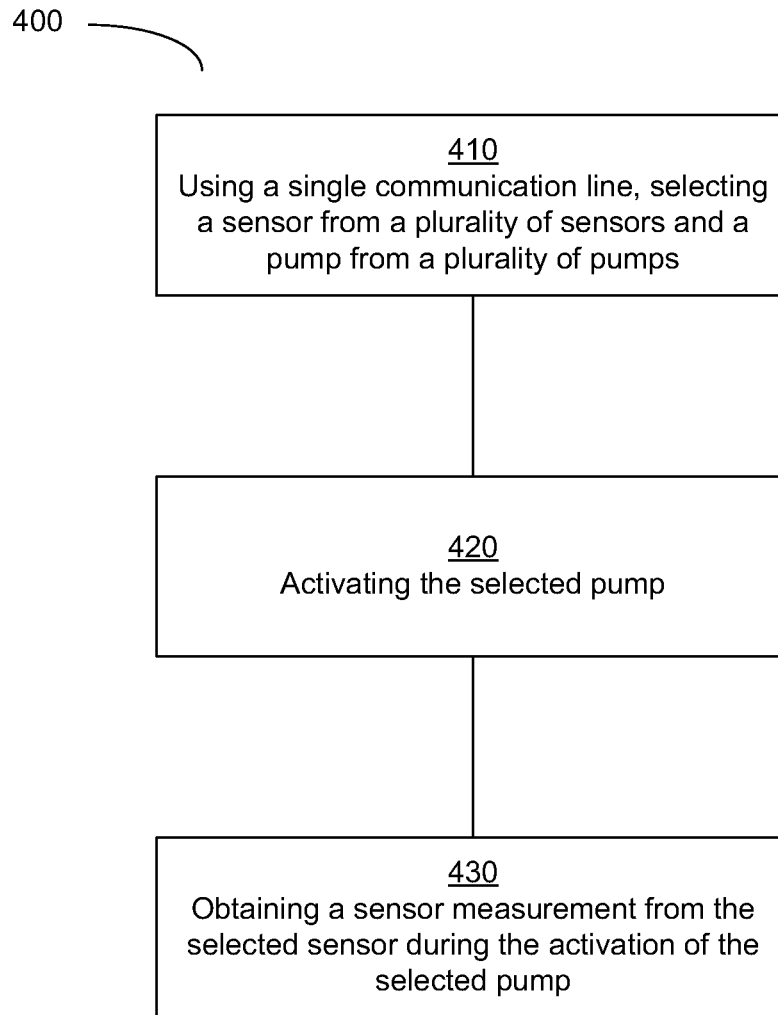 400
410
Using a single communication line, selecting
a sensor from a plurality of sensors and a
pump from a plurality of pumps
420
Activating the selected pump
430
Obtaining a sensor measurement from the
selected sensor during the activation of the
selected pump